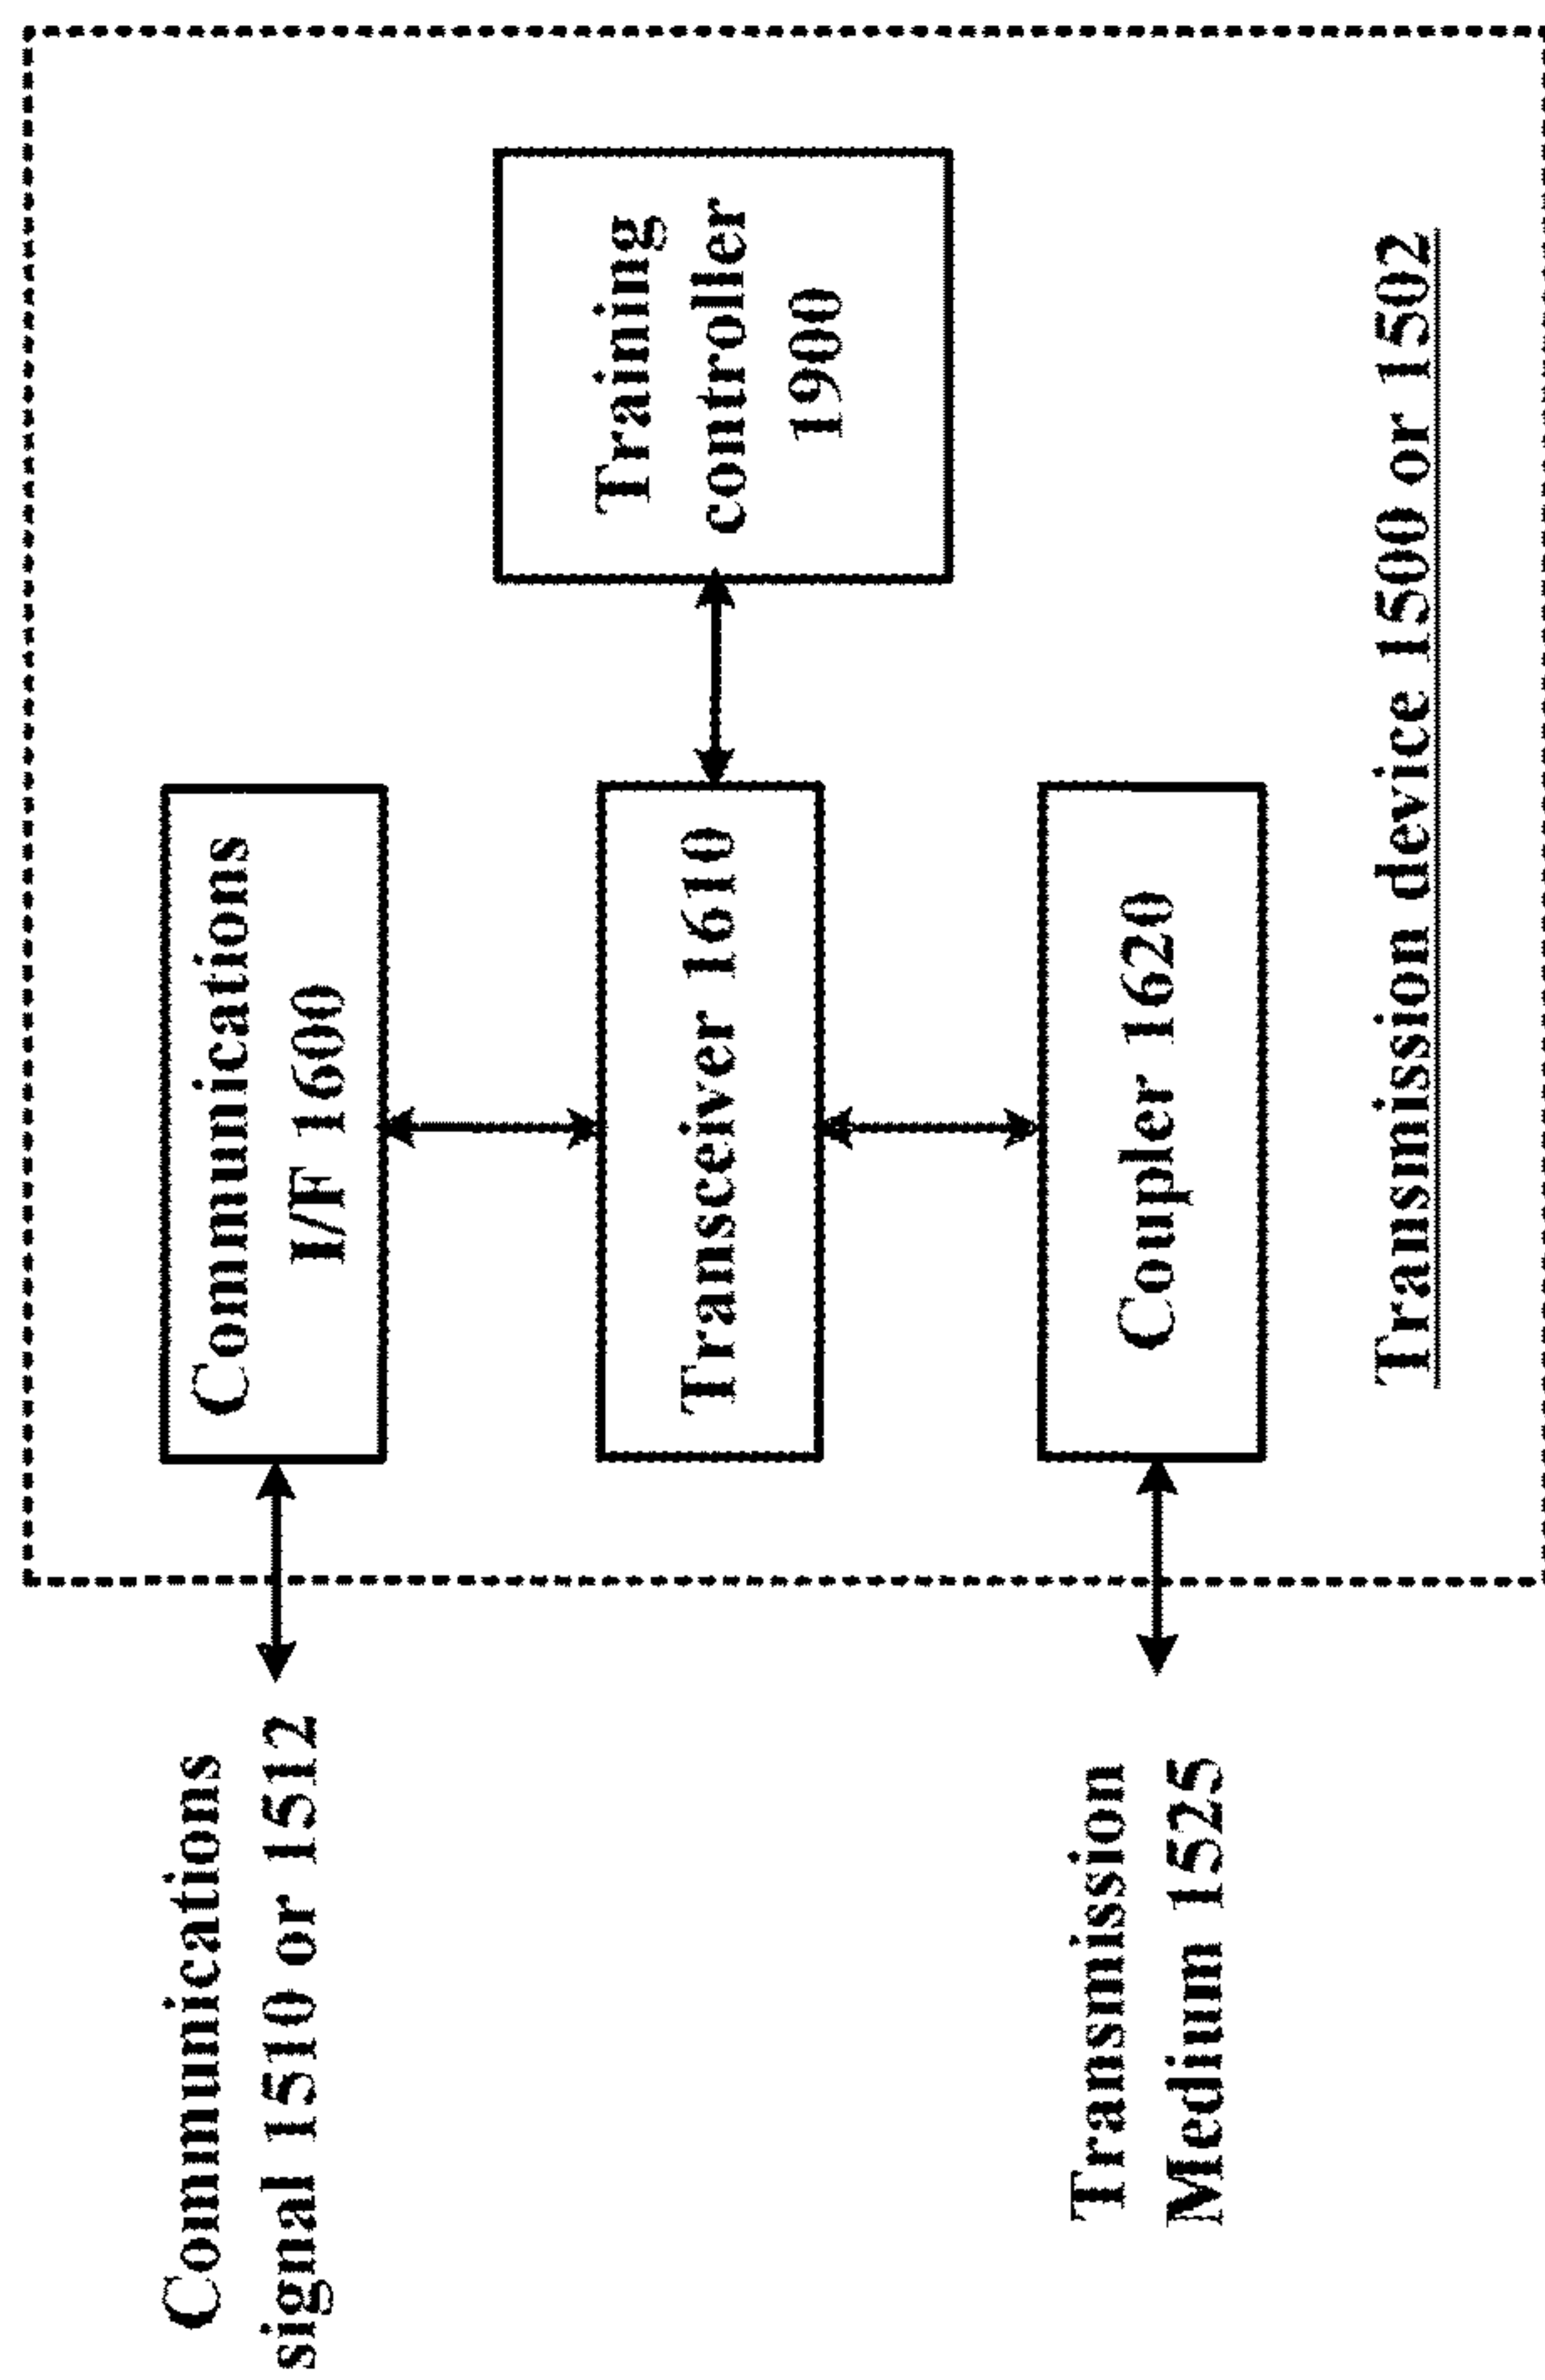 Communications
signal 1510 or 1512
Communications
I/F 1600
Transceiver 1610
Training
controller
1900
Coupler 1620
Transmission
Medium 1525
Transmission device 1500 or 1502